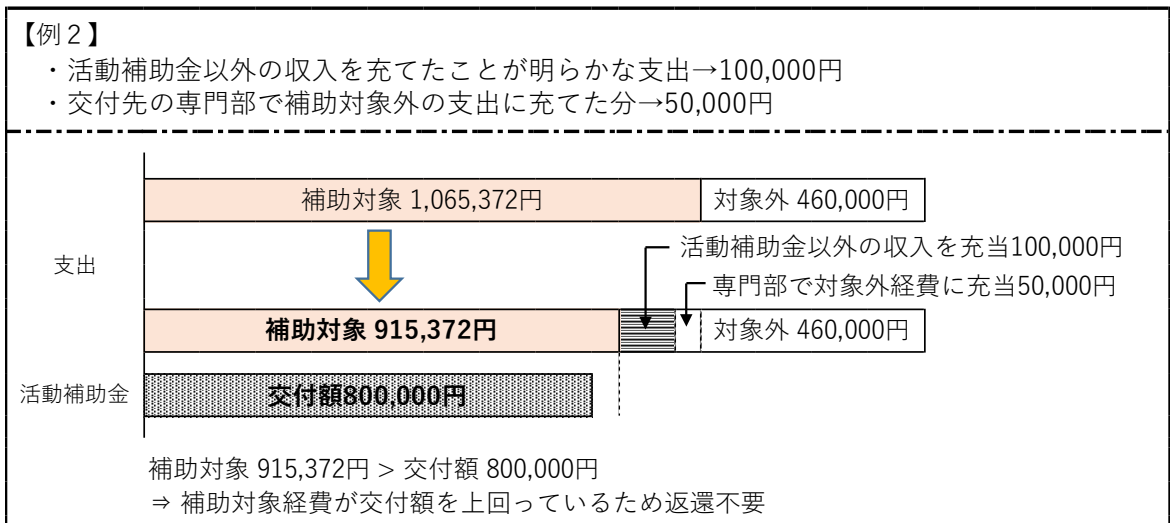 【例２】
・活動補助金以外の収入を充てたことが明らかな支出→100,000円
・交付先の専門部で補助対象外の支出に充てた分→50,000円
補助対象 1,065,372円
対象外 460,000円
活動補助金以外の収入を充当100,000円
支出
専門部で対象外経費に充当50,000円
補助対象 915,372円
対象外 460,000円
活動補助金
交付額800,000円
補助対象 915,372円 > 交付額 800,000円
⇒ 補助対象経費が交付額を上回っているため返還不要